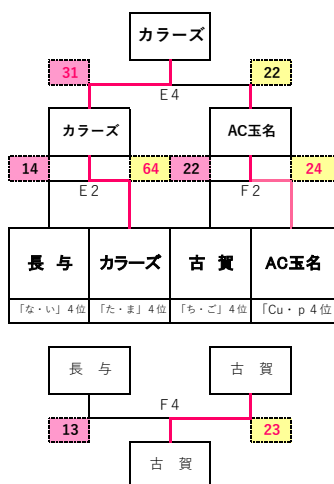 カラーズ
31 22
E4
カラーズ AC玉名
14 64 22 24
E2 F2
長 与 カラーズ 古 賀 AC玉名
「な・い」4位 「た・ま」4位 「ち・ご」4位 「Cu・p4位
長 与 古 賀
F4
13 23
古 賀